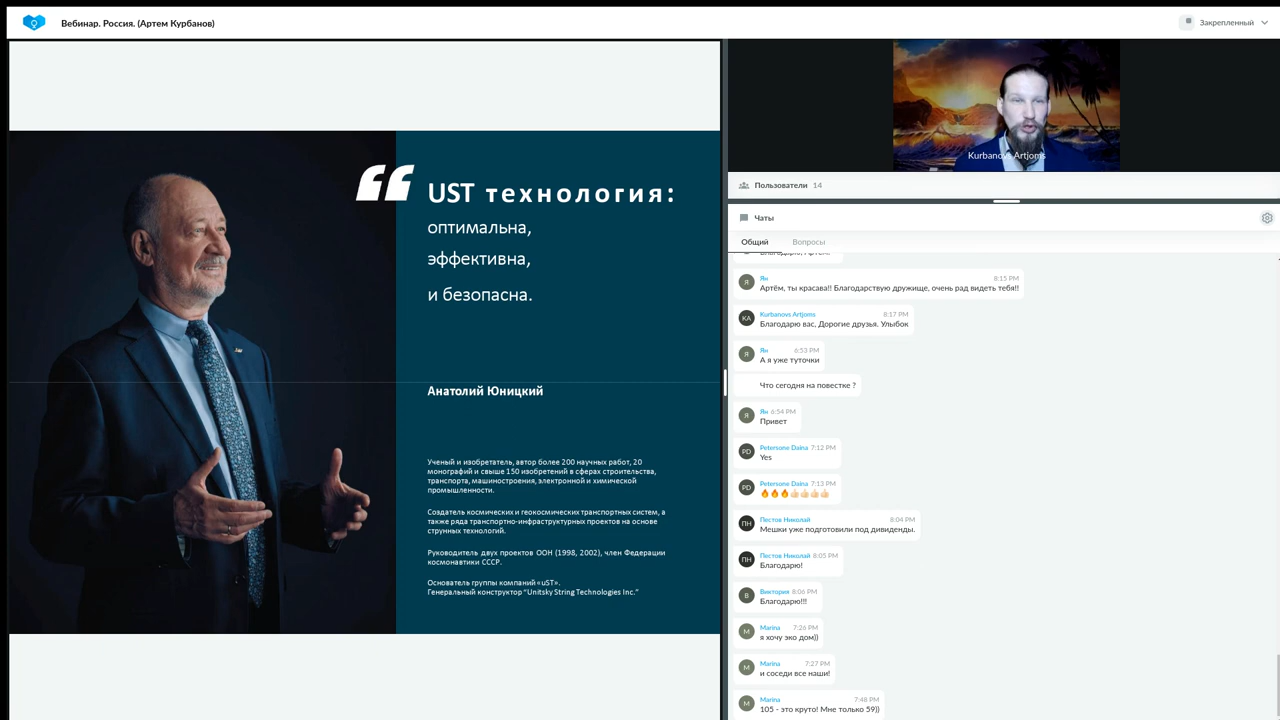 Вебинар. Россия. (Артем Курбанов)
Закрепленный
“
UST технология:
оптимальна,
эффективна,
и безопасна.
Анатолий Юницкий
Ученый и изобретатель, автор более 200 научных работ, 20
монографий и свыше 150 изобретений в сферах строительства,
транспорта, машиностроения, электронной и химической
промышленности.
Создатель космических и геокосмических транспортных систем, а
также ряда транспортно-инфраструктурных проектов на основе
струнных технологий.
Руководитель двух проектов ООН (1998, 2002), член Федерации
космонавтики СССР.
Основатель группы компаний «uST».
Генеральный конструктор “Unitsky String Technologies Inc.”
Kurbanovs Artjoms
Пользователи 14
Чаты
Общий Вопросы
Я Ян 8:15 PM
Артём, ты красава!! Благодарствую дружище, очень рад видеть тебя!!
KA Kurbanovs Artjoms 8:17 PM
Благодарю вас, Дорогие друзья. Улыбок
Я Ян 6:53 PM
А я уже туточки
Что сегодня на повестке ?
Я Ян 6:54 PM
Привет
PD Petersone Daina 7:12 PM
Yes
PD Petersone Daina 7:13 PM
🔥🔥🔥👍🏻👍🏻👍🏻👍🏻
ПН Пестов Николай 8:04 PM
Мешки уже подготовили под дивиденды.
ПН Пестов Николай 8:05 PM
Благодарю!
В Виктория 8:06 PM
Благодарю!!!
M Marina 7:26 PM
я хочу эко дом))
M Marina 7:27 PM
и соседи все наши!
M Marina 7:48 PM
105 - это круто! Мне только 59))